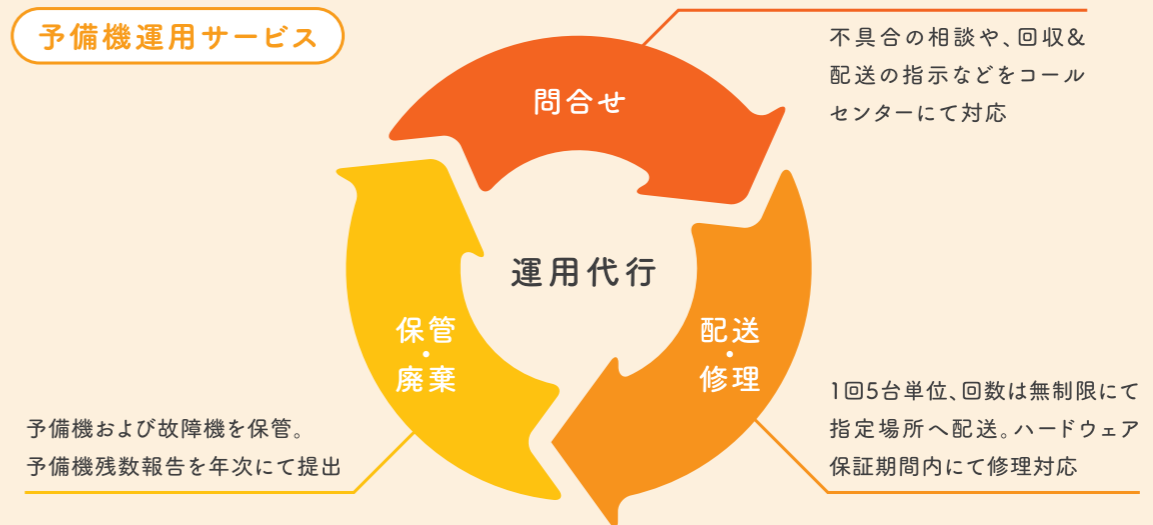 予備機運用サービス
問合せ
不具合の相談や、回収&
配送の指示などをコール
センターにて対応
運用代行
保管
・
廃棄
配送
・
修理
予備機および故障機を保管。
予備機残数報告を年次にて提出
1回5台単位、回数は無制限にて
指定場所へ配送。ハードウェア
保証期間内にて修理対応